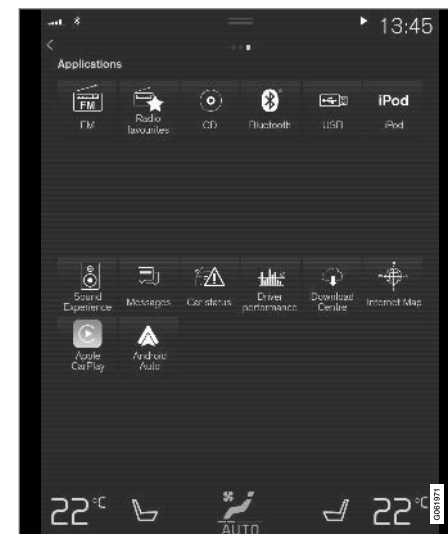 13:45
Applications
FM
FM
Radio
favourites
CD
Bluetooth
USB
iPod
iPod
Sound
Experience
Messages
Car status
Driver
performance
Download
Centre
Internet Map
Apple
CarPlay
Android
Auto
22°C
AUTO
22°C
G061971